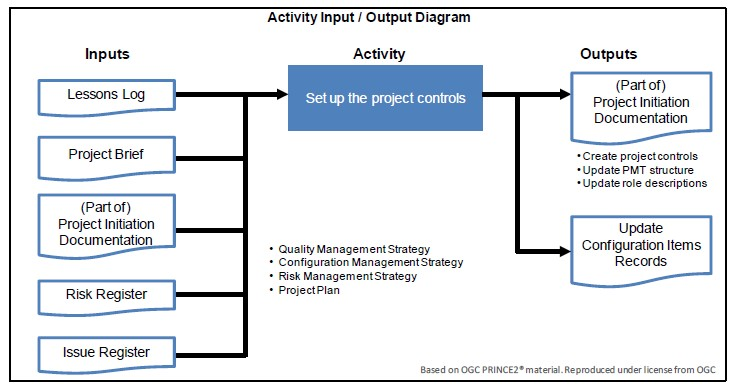 Activity Input / Output Diagram
Inputs
Activity
Outputs
Lessons Log
Project Brief
(Part of)
Project Initiation
Documentation
Risk Register
Issue Register
Set up the project controls
• Quality Management Strategy
• Configuration Management Strategy
• Risk Management Strategy
• Project Plan
(Part of)
Project Initiation
Documentation
• Create project controls
• Update PMT structure
• Update role descriptions
Update
Configuration Items
Records
Based on OGC PRINCE2® material. Reproduced under license from OGC